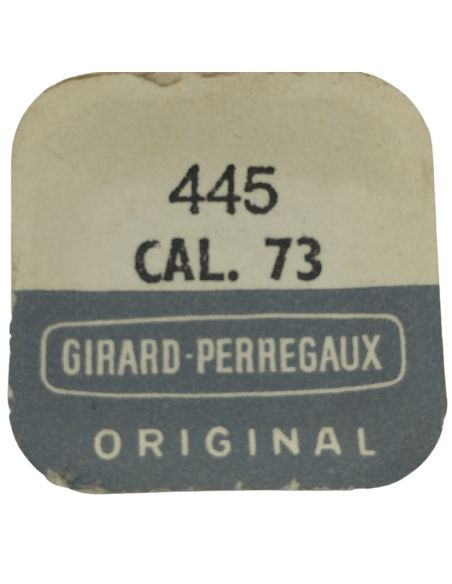 445
CAL. 73
GIRARD-PERREGAUX
ORIGINAL